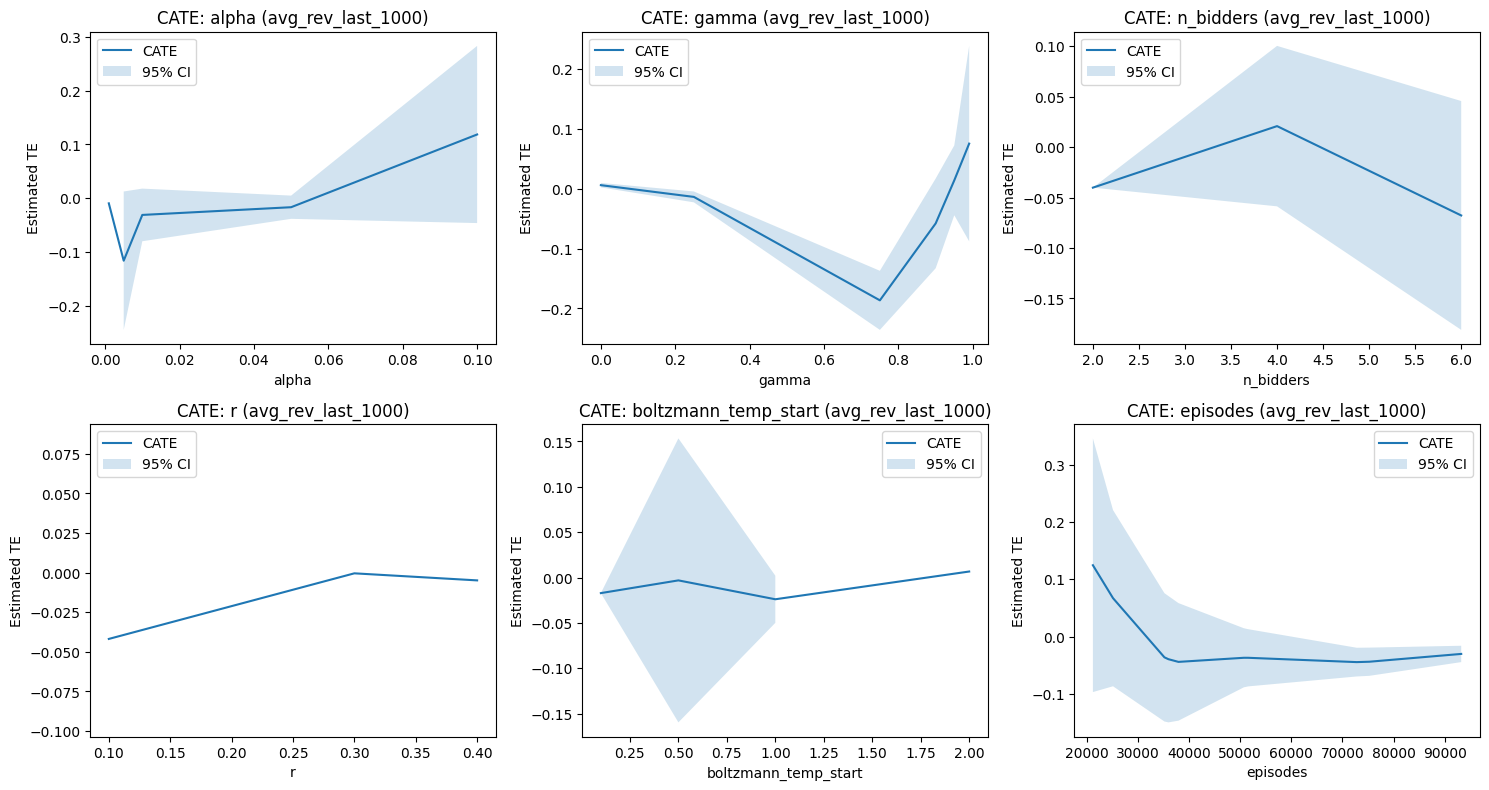 CATE: alpha (avg_rev_last_1000)
Estimated TE
0.3
0.2
0.1
0.0
−0.1
−0.2
CATE
95% CI
0.00
0.02
0.04
0.06
0.08
0.10
alpha
CATE: gamma (avg_rev_last_1000)
Estimated TE
0.2
0.1
0.0
−0.1
−0.2
CATE
95% CI
0.0
0.2
0.4
0.6
0.8
1.0
gamma
CATE: n_bidders (avg_rev_last_1000)
Estimated TE
0.10
0.05
0.00
−0.05
−0.10
−0.15
CATE
95% CI
2.0
2.5
3.0
3.5
4.0
4.5
5.0
5.5
6.0
n_bidders
CATE: r (avg_rev_last_1000)
Estimated TE
0.075
0.050
0.025
0.000
−0.025
−0.050
−0.075
−0.100
CATE
95% CI
0.10
0.15
0.20
0.25
0.30
0.35
0.40
r
CATE: boltzmann_temp_start (avg_rev_last_1000)
Estimated TE
0.15
0.10
0.05
0.00
−0.05
−0.10
−0.15
CATE
95% CI
0.25
0.50
0.75
1.00
1.25
1.50
1.75
2.00
boltzmann_temp_start
CATE: episodes (avg_rev_last_1000)
Estimated TE
0.3
0.2
0.1
0.0
−0.1
CATE
95% CI
20000
30000
40000
50000
60000
70000
80000
90000
episodes